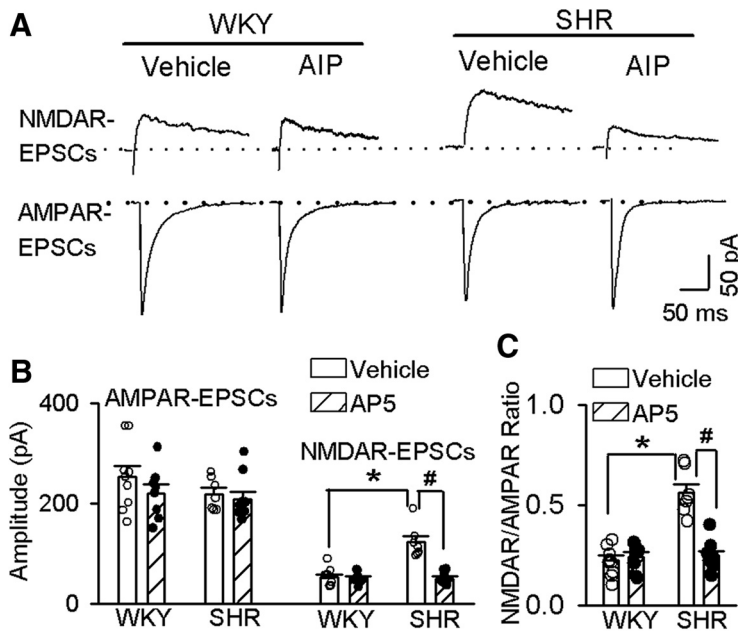 A
WKY
SHR
Vehicle
AIP
Vehicle
AIP
NMDAR-
EPSCs
AMPAR-
EPSCs
50 pA
50 ms
B
Vehicle
AP5
AMPAR-EPSCs
NMDAR-EPSCs
Amplitude (pA)
400
200
0
*
#
WKY
SHR
WKY
SHR
C
Vehicle
AP5
NMDAR/AMPAR Ratio
1.0
0.5
0.0
*
#
WKY
SHR